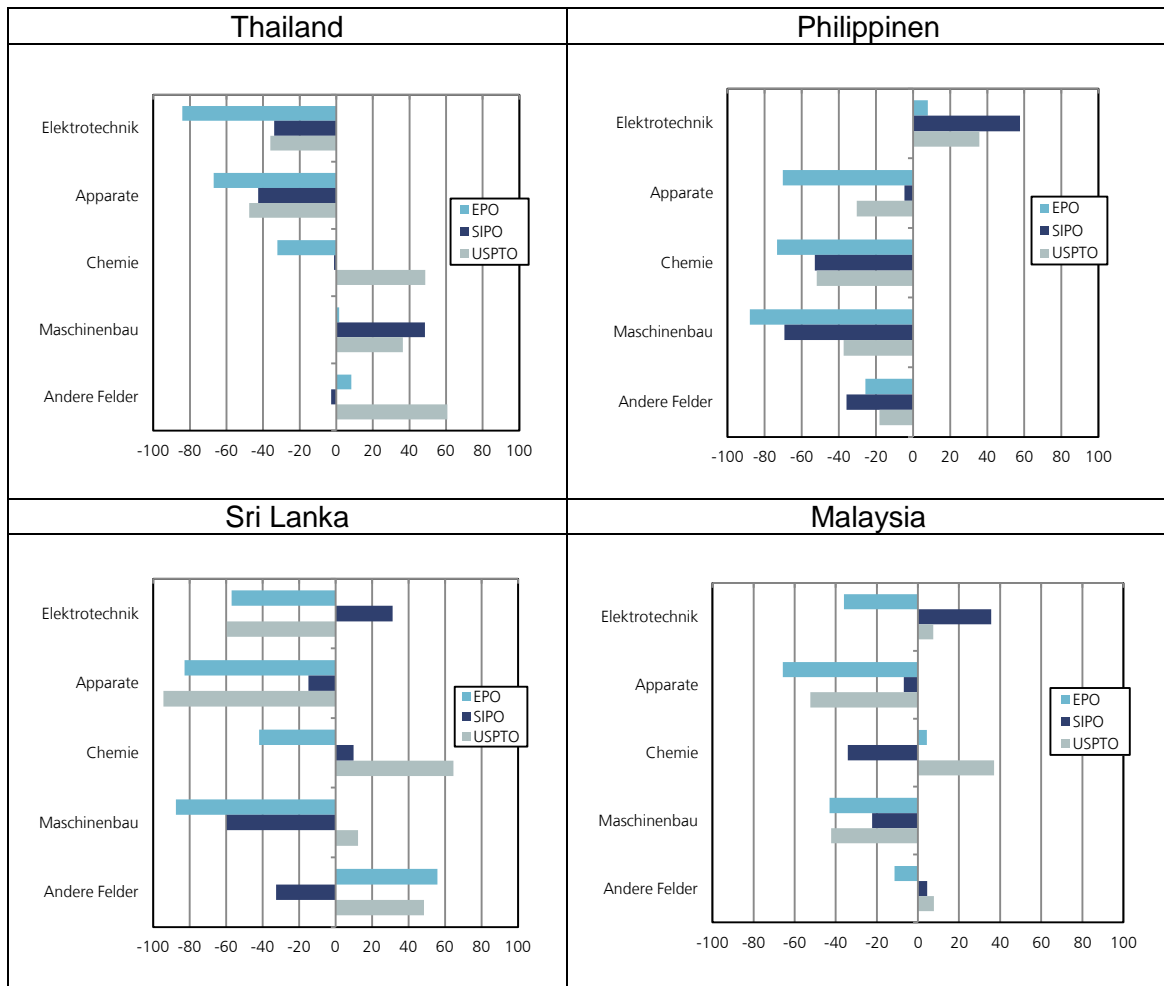 Thailand
Elektrotechnik
Apparate
Chemie
Maschinenbau
Andere Felder
EPO
SIPO
USPTO
-100 -80 -60 -40 -20 0 20 40 60 80 100
Philippinen
Elektrotechnik
Apparate
Chemie
Maschinenbau
Andere Felder
EPO
SIPO
USPTO
-100 -80 -60 -40 -20 0 20 40 60 80 100
Sri Lanka
Elektrotechnik
Apparate
Chemie
Maschinenbau
Andere Felder
EPO
SIPO
USPTO
-100 -80 -60 -40 -20 0 20 40 60 80 100
Malaysia
Elektrotechnik
Apparate
Chemie
Maschinenbau
Andere Felder
EPO
SIPO
USPTO
-100 -80 -60 -40 -20 0 20 40 60 80 100